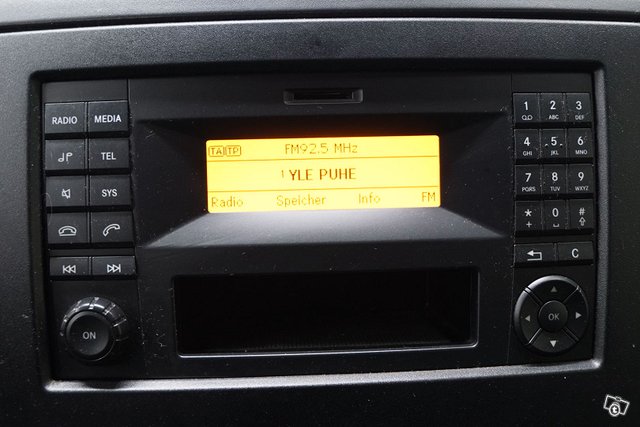 RADIO MEDIA
TEL
SYS
ON
TA TP FM92.5 MHz
1 YLE PUHE
Radio Speicher Info FM
1 2 ABC 3 DEF
4 GHI 5 JKL 6 MNO
7 PQRS 8 TUV 9 WXYZ
* + 0 #
C
OK